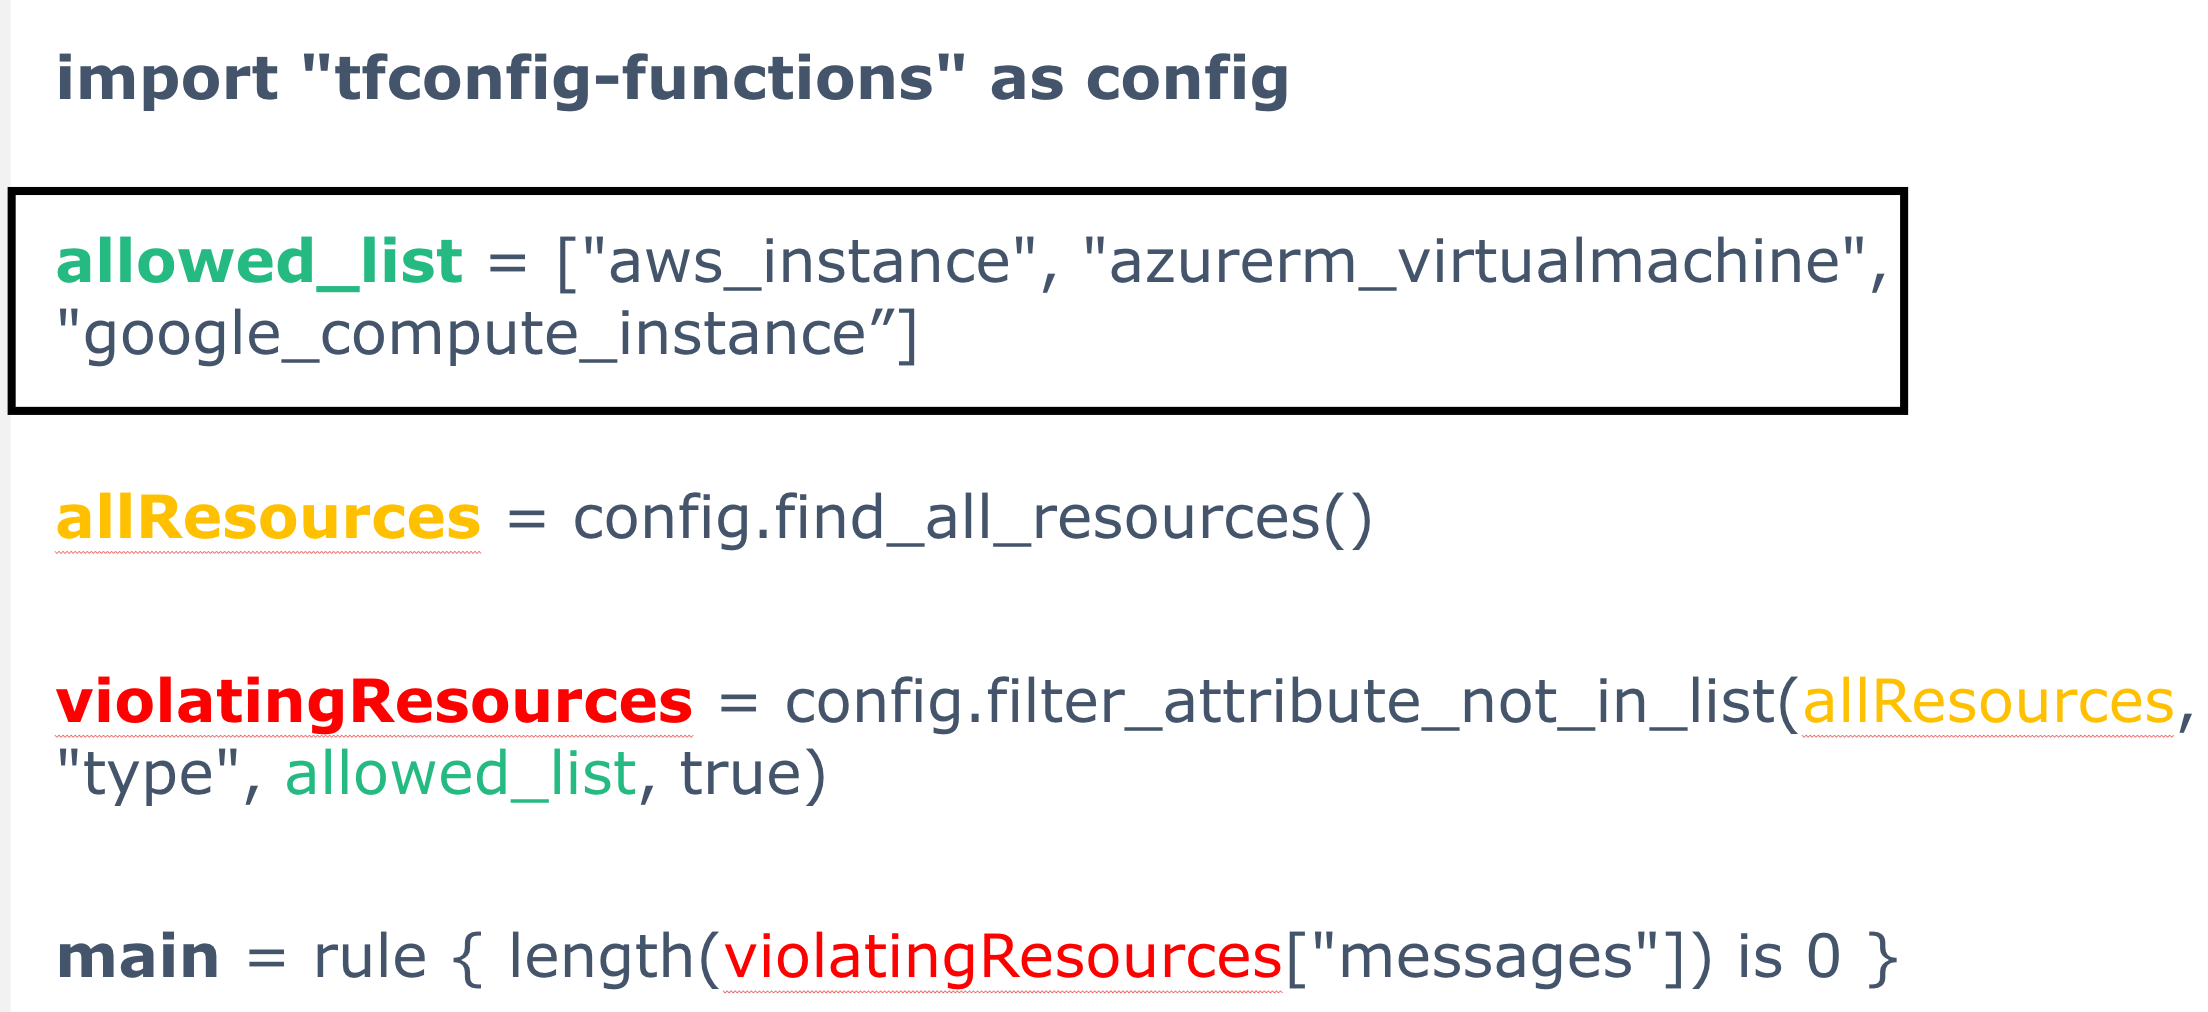 import "tfconfig-functions" as config
allowed_list = ["aws_instance", "azurerm_virtualmachine",
"google_compute_instance”]
allResources = config.find_all_resources()
violatingResources = config.filter_attribute_not_in_list(allResources,
"type", allowed_list, true)
main = rule { length(violatingResources["messages"]) is 0 }